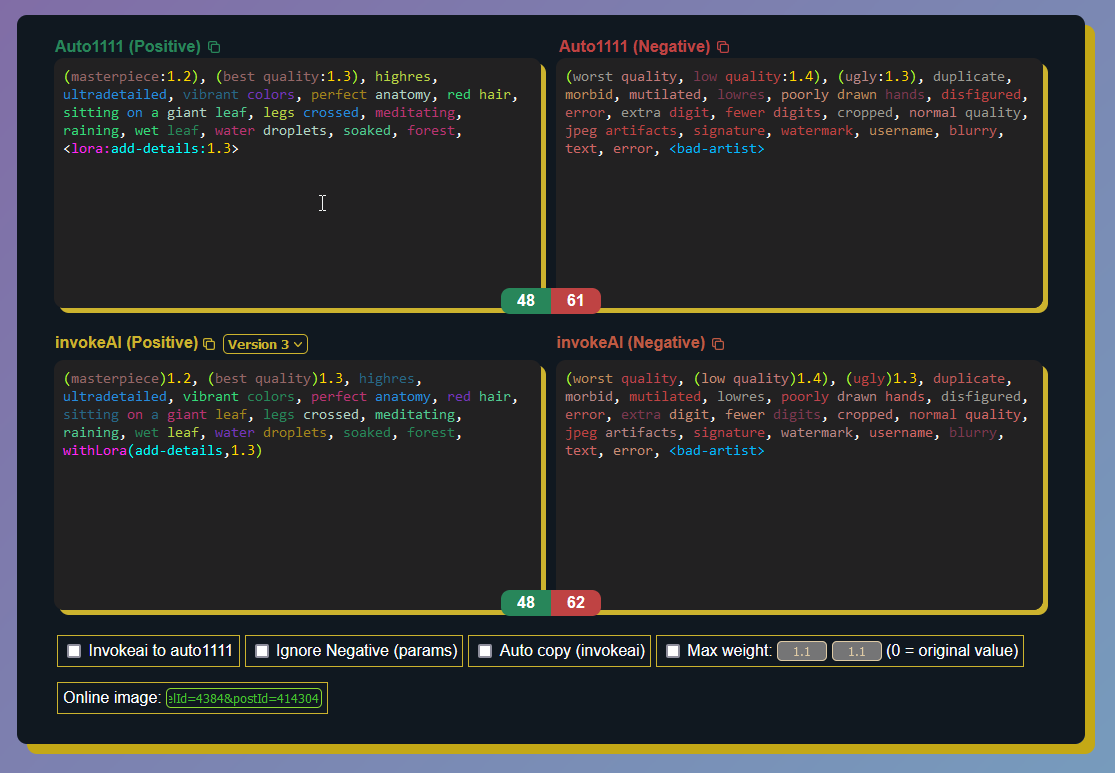 Auto1111 (Positive)
(masterpiece:1.2), (best quality:1.3), highres,
ultradetailed, vibrant colors, perfect anatomy, red hair,
sitting on a giant leaf, legs crossed, meditating,
raining, wet leaf, water droplets, soaked, forest,
<lora:add-details:1.3>
Auto1111 (Negative)
(worst quality, low quality:1.4), (ugly:1.3), duplicate,
morbid, mutilated, lowres, poorly drawn hands, disfigured,
error, extra digit, fewer digits, cropped, normal quality,
jpeg artifacts, signature, watermark, username, blurry,
text, error, <bad-artist>
48 61
invokeAI (Positive) Version 3
(masterpiece)1.2, (best quality)1.3, highres,
ultradetailed, vibrant colors, perfect anatomy, red hair,
sitting on a giant leaf, legs crossed, meditating,
raining, wet leaf, water droplets, soaked, forest,
withLora(add-details,1.3)
invokeAI (Negative)
(worst quality, (low quality)1.4), (ugly)1.3, duplicate,
morbid, mutilated, lowres, poorly drawn hands, disfigured,
error, extra digit, fewer digits, cropped, normal quality,
jpeg artifacts, signature, watermark, username, blurry,
text, error, <bad-artist>
48 62
Invokeai to auto1111 Ignore Negative (params) Auto copy (invokeai) Max weight: 1.1 1.1 (0 = original value)
Online image: elId=4384&postId=414304